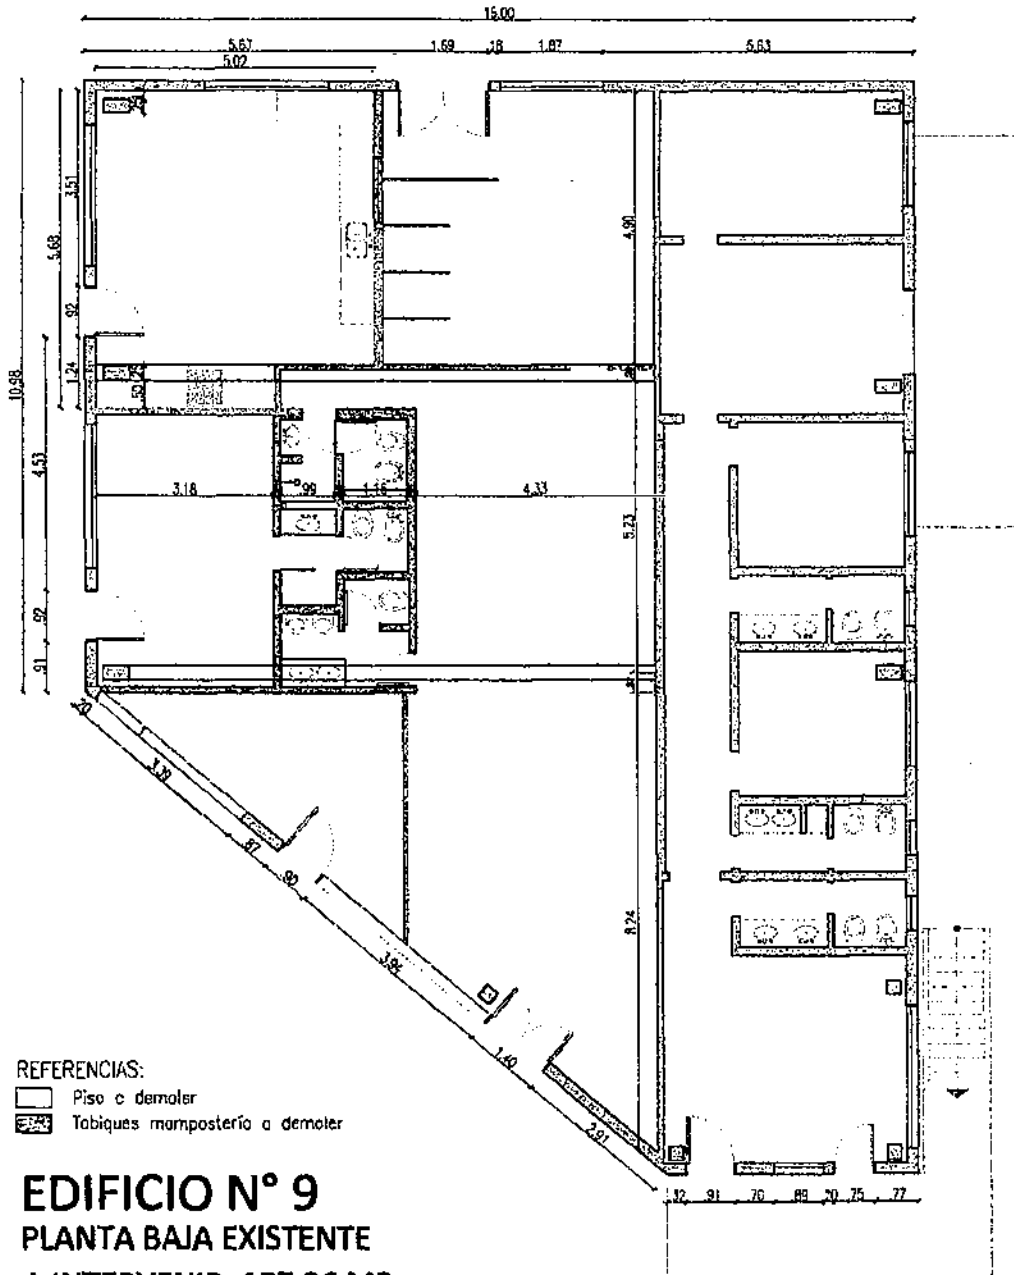 15.00
5.67 1.69 18 1.87 5.63
5.02
3.51
5.68
4.90
.92
10.98
1.24
4.53
3.18 .99 1.16 4.33
5.23
.92
.91
.20
3.39
.87
.90
8.24
3.95
1.40
2.91
REFERENCIAS:
Piso a demoler
Tabiques mampostería a demoler
.32 .91 .70 .89 .20 .75 .77
EDIFICIO N° 9
PLANTA BAJA EXISTENTE